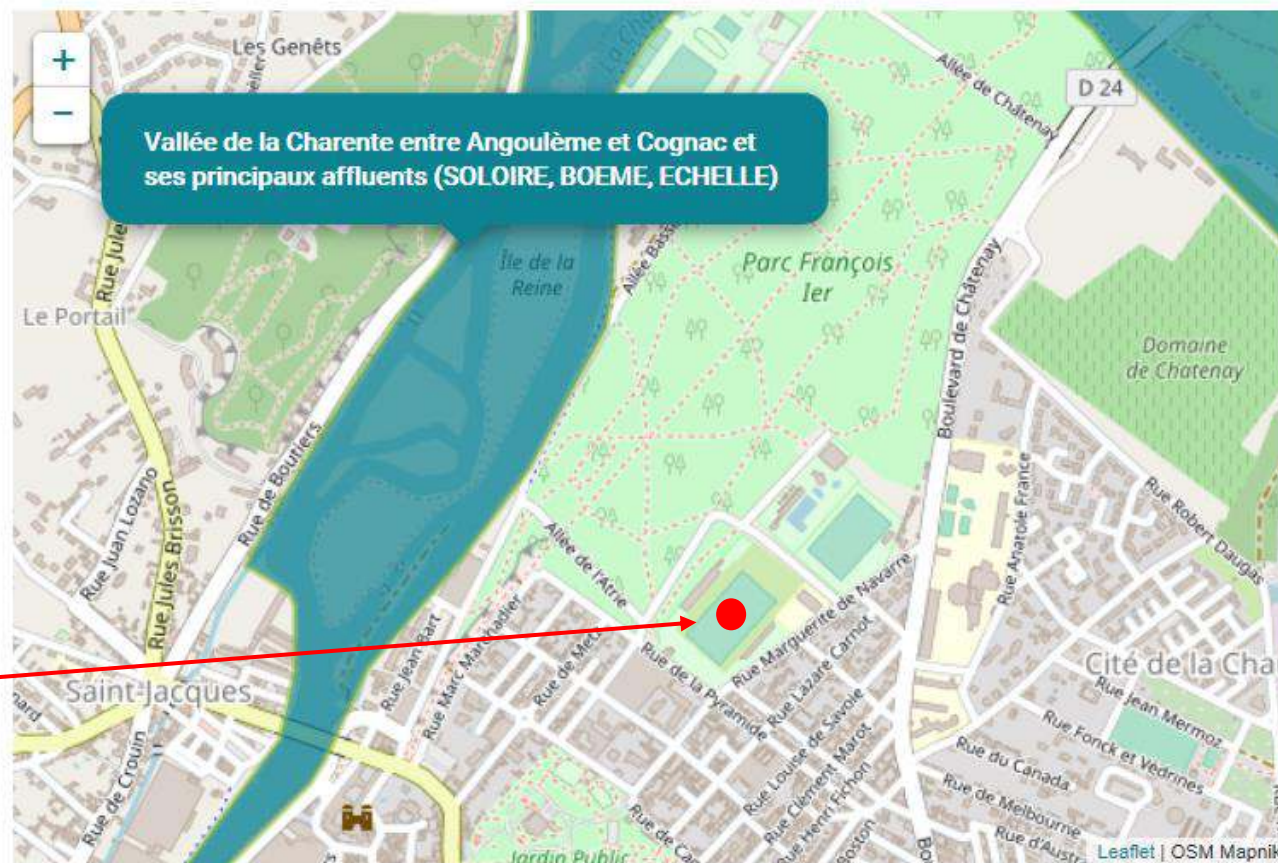 Les Genêts
+
−
Vallée de la Charente entre Angoulème et Cognac et
ses principaux affluents (SOLOIRE, BOEME, ECHELLE)
Allée de Châtenay
D 24
Île de la
Reine
Parc François
Ier
Boulevard de Châtenay
Le Portail
Domaine
de Chatenay
Rue de Boutiers
Rue Juan Lozano
Rue Jules Brisson
Allée de l'Atrie
Rue Anatole France
Rue Robert Daugas
Rue Jean Bart
Rue Marc Marchadier
Rue de Metz
Rue de la Pyramide
Rue Marguerite de Navarre
Rue Lazare Carnot
Rue Louise de Savoie
Rue Clément Marot
Saint-Jacques
Cité de la Cha
Rue Jean Mermoz
Rue Fonck et Védrines
Rue du Canada
Rue de Melbourne
Rue de Crouin
Jardin Public
Leaflet | OSM Mapnik